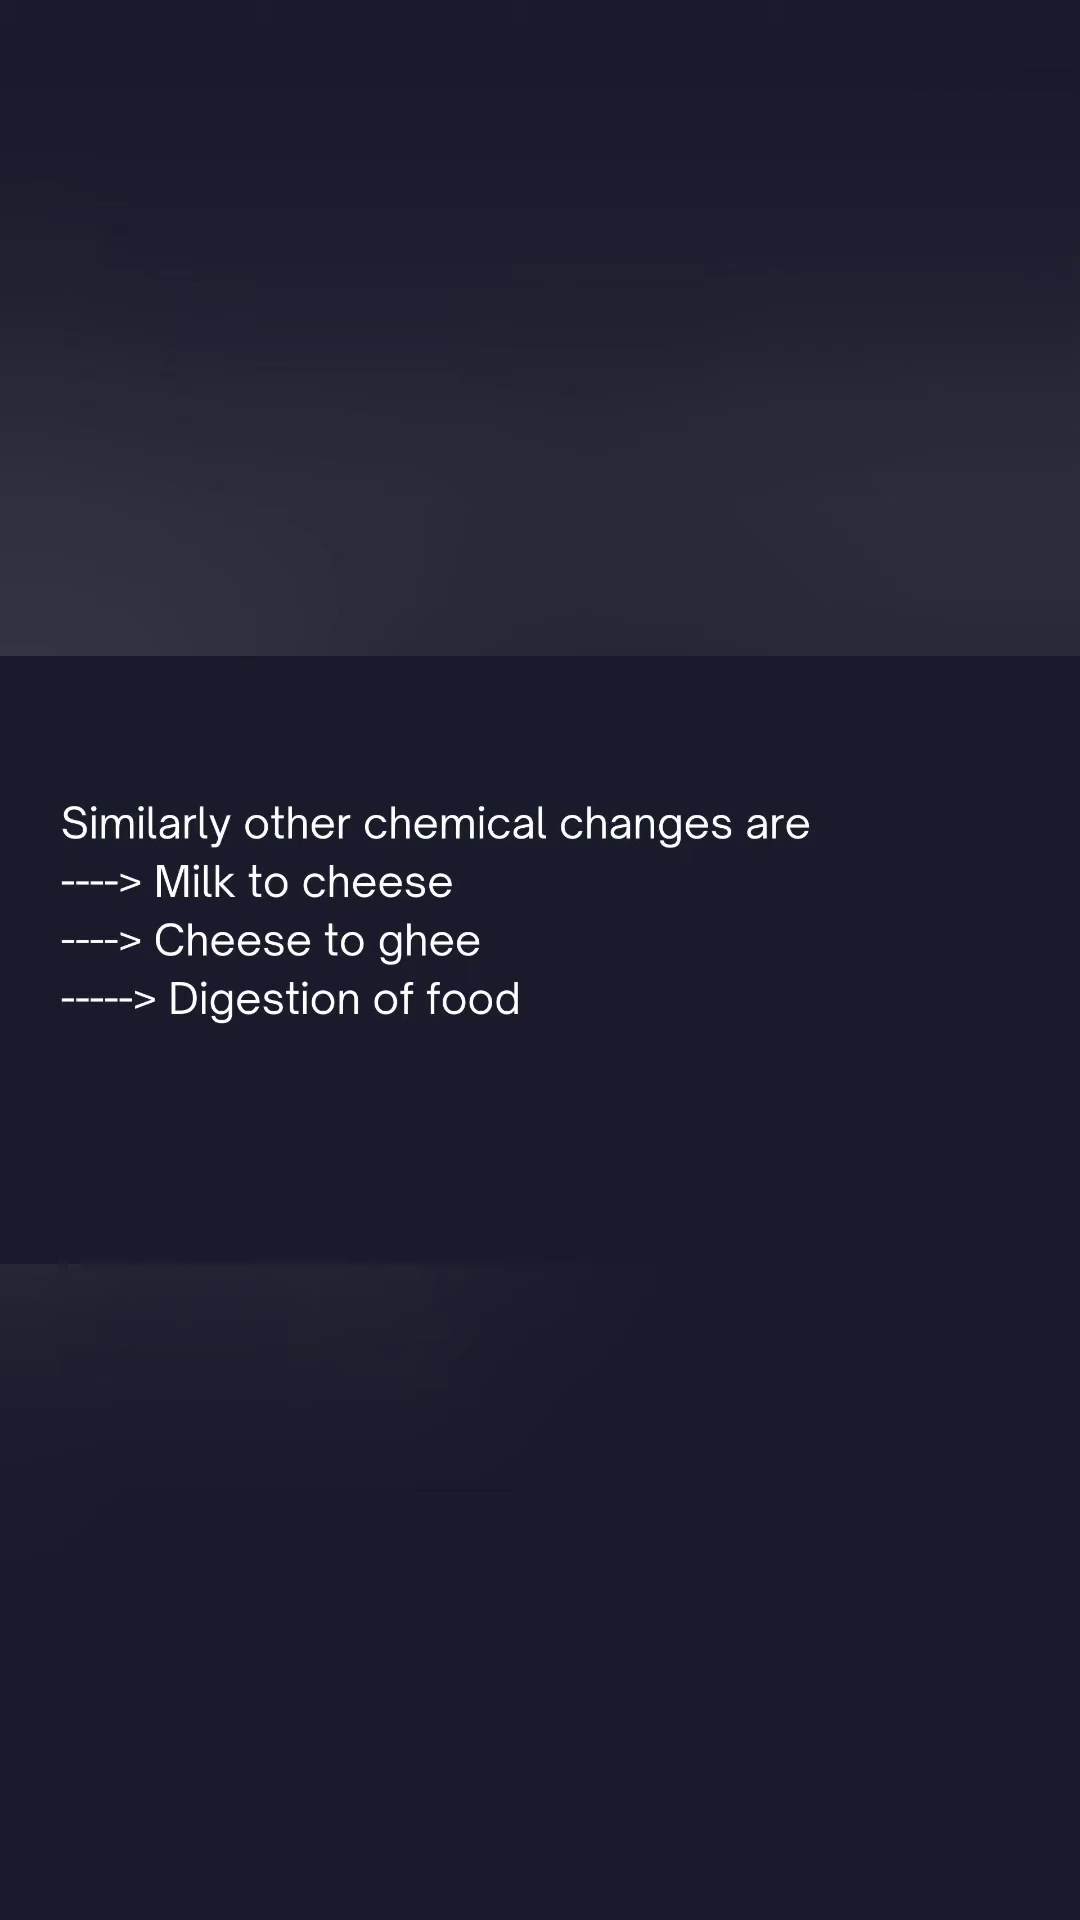 Similarly other chemical changes are
----> Milk to cheese
----> Cheese to ghee
-----> Digestion of food